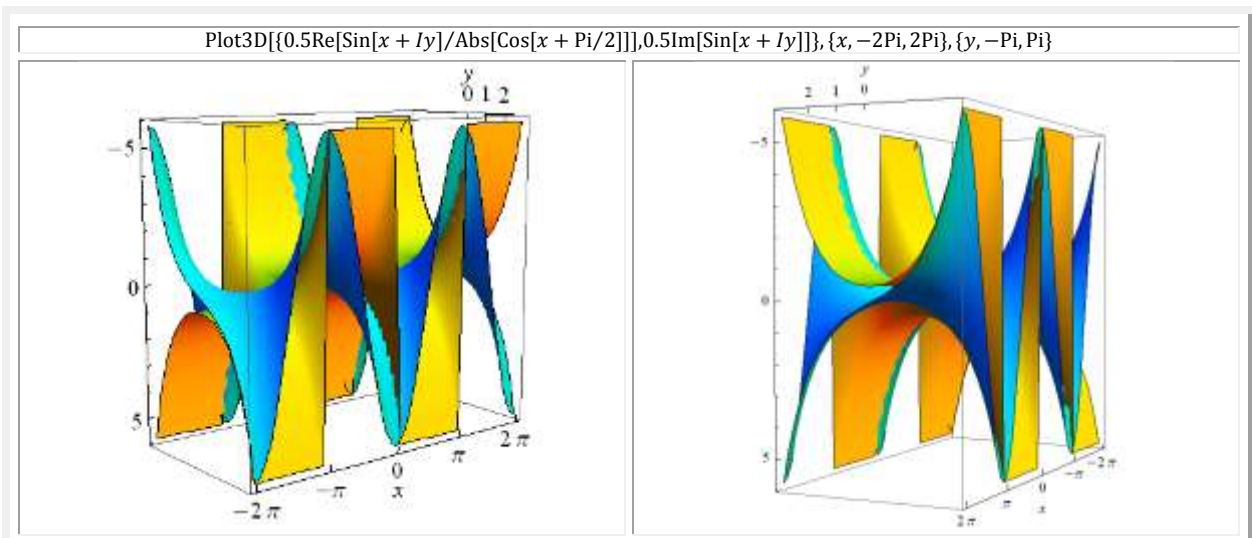 Plot3D[{0.5Re[Sin[x + Iy]/Abs[Cos[x + Pi/2]]],0.5Im[Sin[x + Iy]]},{x,−2Pi,2Pi},{y,−Pi,Pi}
y
0 1 2
−5
0
5
−2 π
−π
0
π
2 π
x
y
2 1 0
−5
0
5
2 π
π
0
−π
−2 π
x